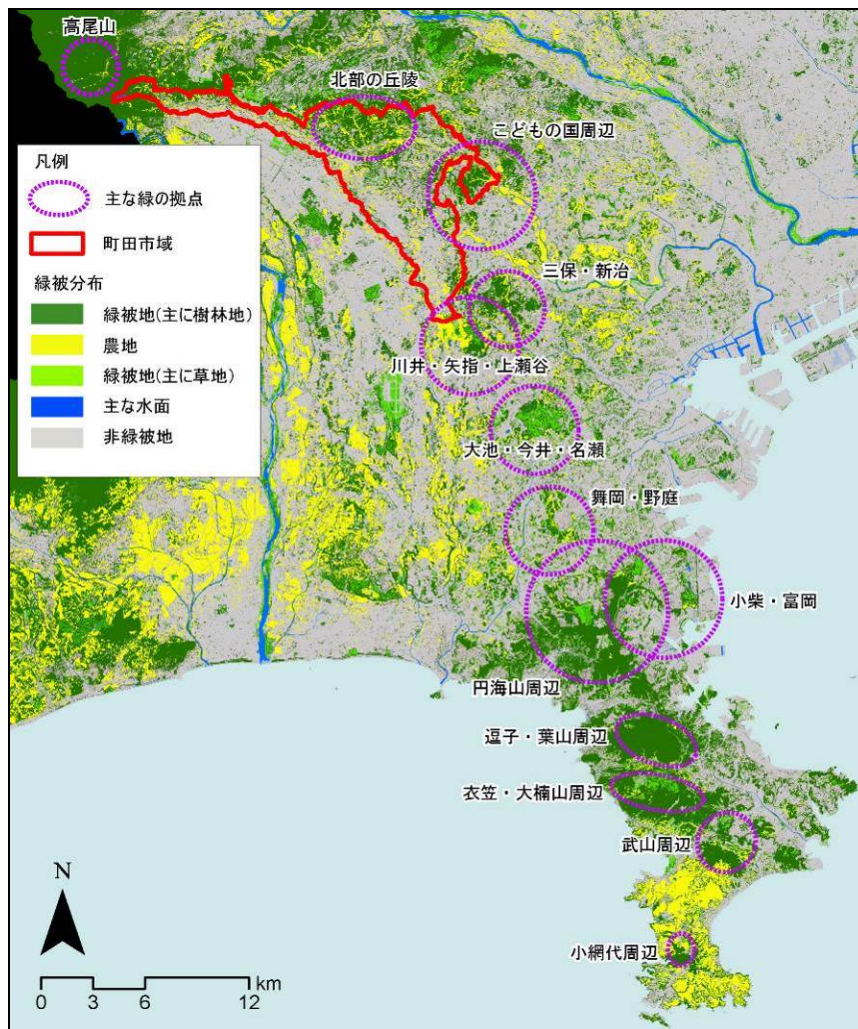 高尾山
北部の丘陵
こどもの国周辺
凡例
主な緑の拠点
町田市域
緑被分布
緑被地(主に樹林地)
農地
緑被地(主に草地)
主な水面
非緑被地
三保・新治
川井・矢指・上瀬谷
大池・今井・名瀬
舞岡・野庭
小柴・富岡
円海山周辺
逗子・葉山周辺
衣笠・大楠山周辺
武山周辺
小網代周辺
N
km
0 3 6 12